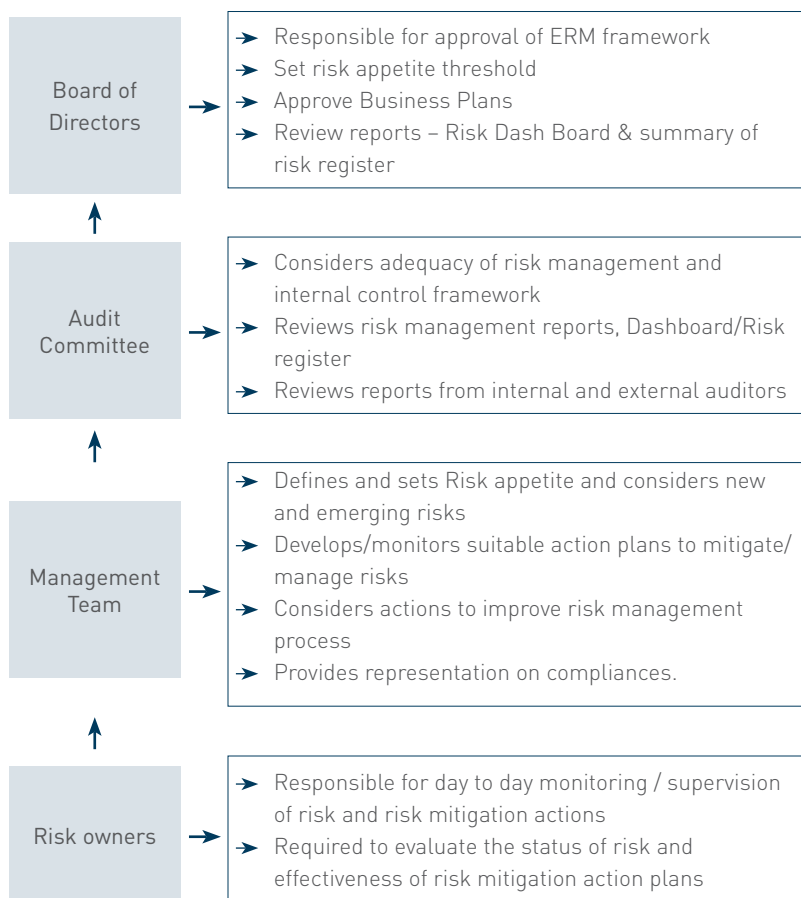 Board of
Directors
Responsible for approval of ERM framework
Set risk appetite threshold
Approve Business Plans
Review reports – Risk Dash Board & summary of
risk register
Audit
Committee
Considers adequacy of risk management and
internal control framework
Reviews risk management reports, Dashboard/Risk
register
Reviews reports from internal and external auditors
Management
Team
Defines and sets Risk appetite and considers new
and emerging risks
Develops/monitors suitable action plans to mitigate/
manage risks
Considers actions to improve risk management
process
Provides representation on compliances.
Risk owners
Responsible for day to day monitoring / supervision
of risk and risk mitigation actions
Required to evaluate the status of risk and
effectiveness of risk mitigation action plans